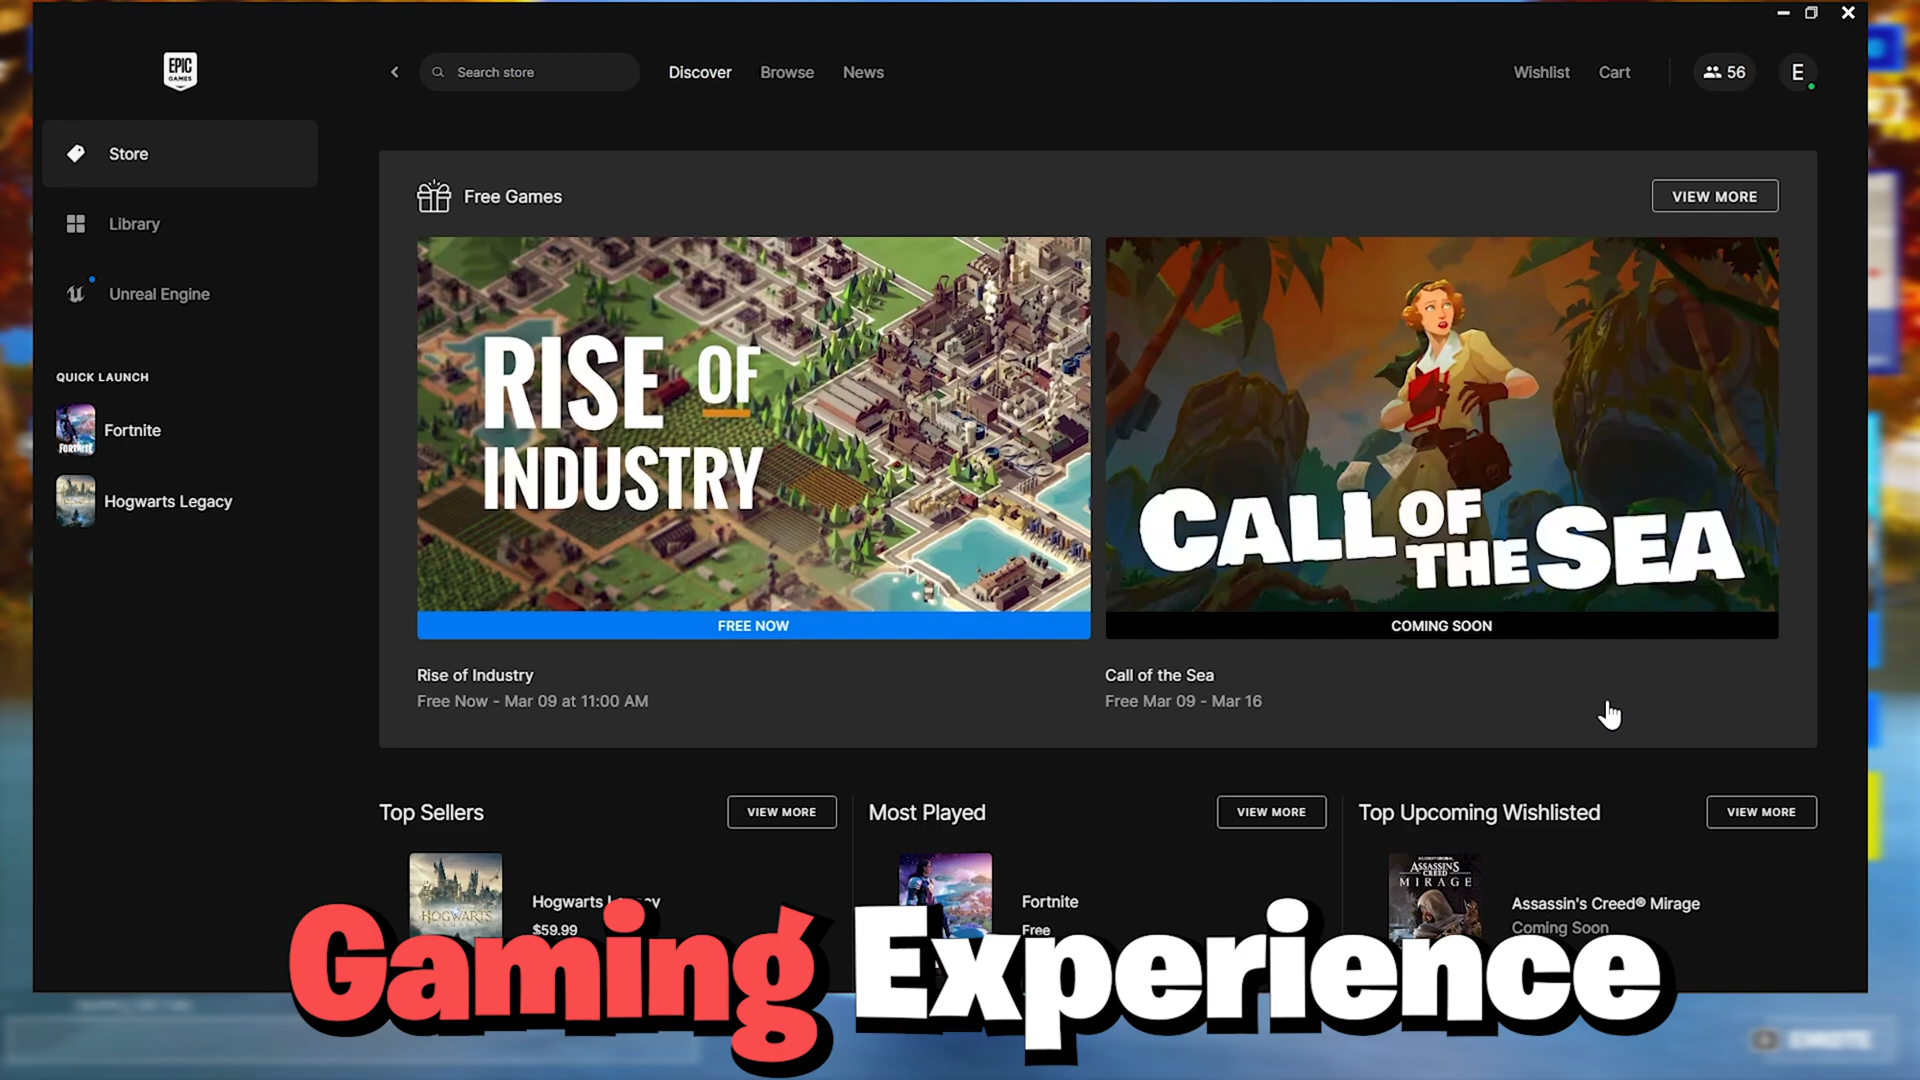 EPIC
GAMES
Search store
Discover
Browse
News
Wishlist
Cart
56
E
Store
Library
Unreal Engine
QUICK LAUNCH
FORTNITE
Fortnite
Hogwarts Legacy
Free Games
VIEW MORE
RISE OF
INDUSTRY
FREE NOW
Rise of Industry
Free Now - Mar 09 at 11:00 AM
CALL OF
THE SEA
COMING SOON
Call of the Sea
Free Mar 09 - Mar 16
Top Sellers
VIEW MORE
HOGWARTS
Hogwarts Legacy
$59.99
Most Played
VIEW MORE
Fortnite
Free
Top Upcoming Wishlisted
VIEW MORE
ASSASSIN'S
CREED
MIRAGE
Assassin's Creed® Mirage
Coming Soon
Gaming Experience